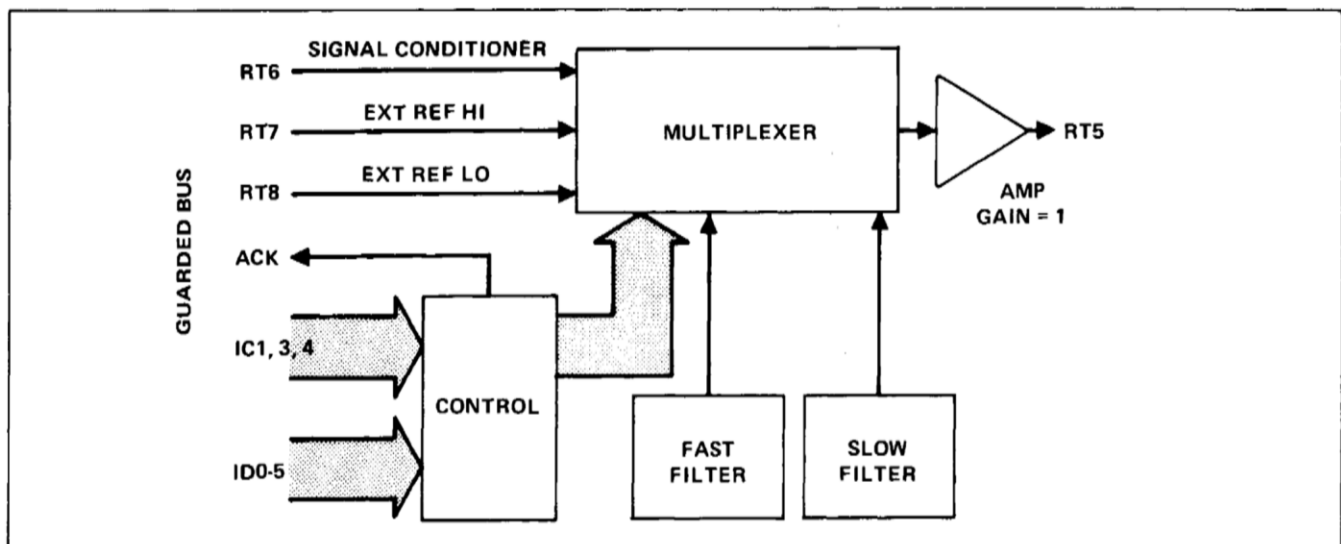 SIGNAL CONDITIONER
RT6
EXT REF HI
RT7
EXT REF LO
RT8
MULTIPLEXER
RT5
AMP
GAIN = 1
GUARDED BUS
ACK
IC1, 3, 4
ID0-5
CONTROL
FAST
FILTER
SLOW
FILTER